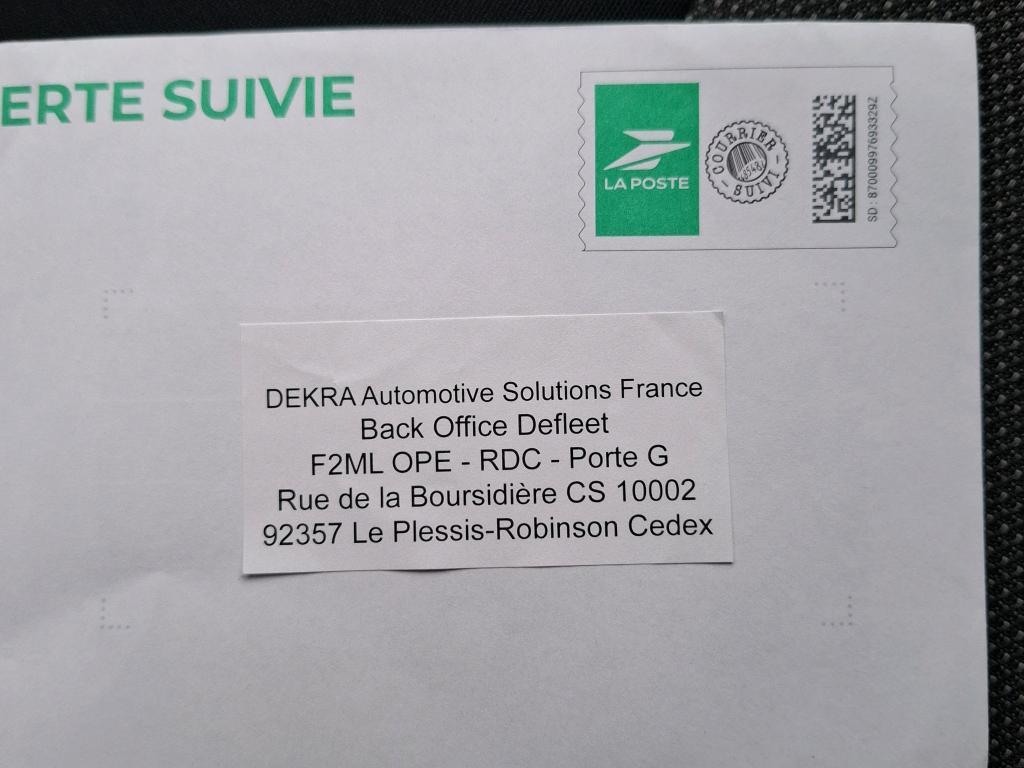 ERTE SUIVIE
LA POSTE
COURRIER
SUIVI
SD : 87000997693329Z
DEKRA Automotive Solutions France
Back Office Defleet
F2ML OPE - RDC - Porte G
Rue de la Boursidière CS 10002
92357 Le Plessis-Robinson Cedex